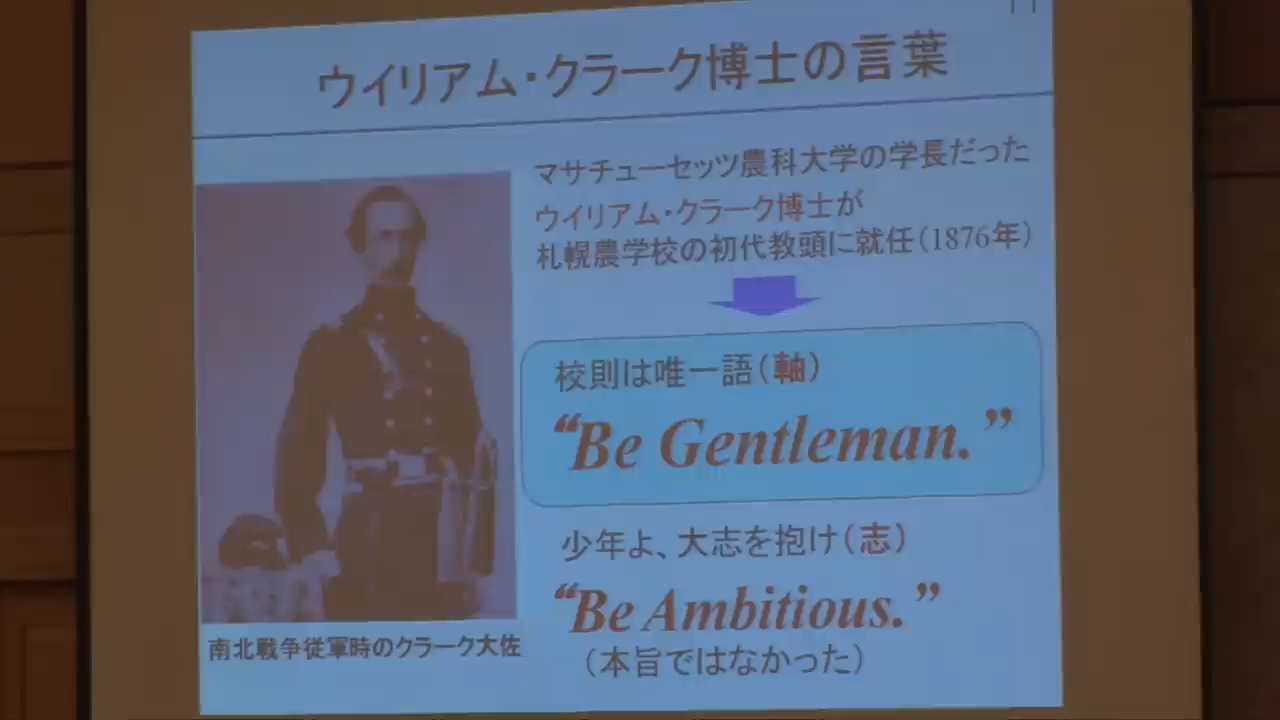 ウイリアム・クラーク博士の言葉
マサチューセッツ農科大学の学長だった
ウイリアム・クラーク博士が
札幌農学校の初代教頭に就任（1876年）
校則は唯一語（軸）
“Be Gentleman.”
少年よ、大志を抱け（志）
“Be Ambitious.”
（本旨ではなかった）
南北戦争従軍時のクラーク大佐